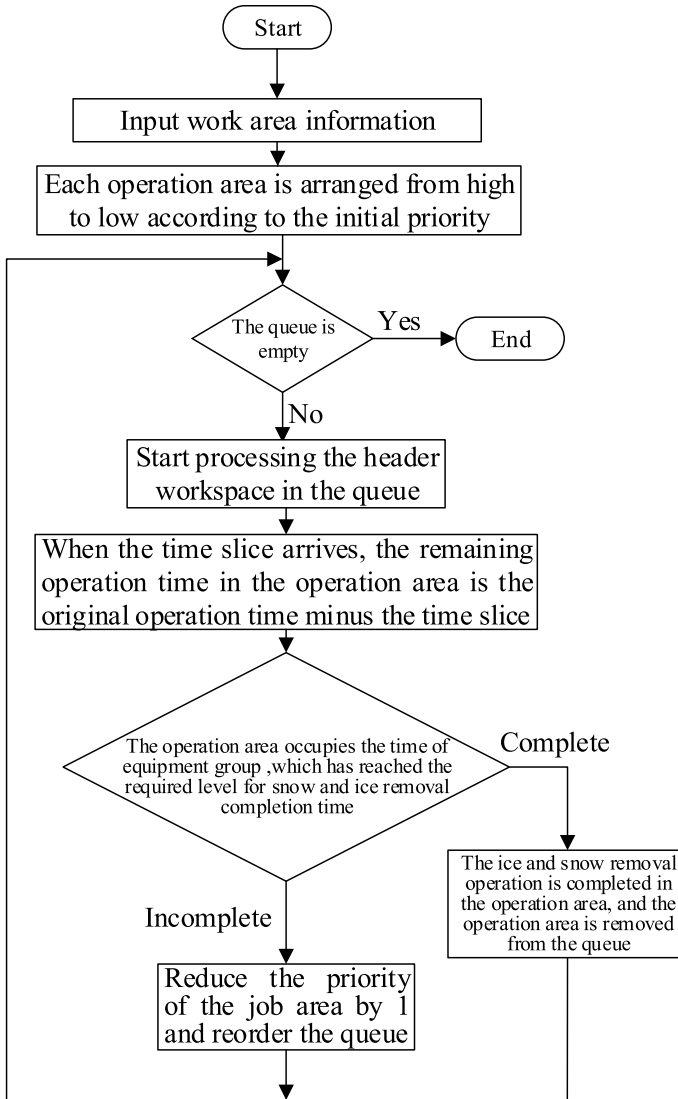 Start
Input work area information
Each operation area is arranged from high
to low according to the initial priority
The queue is
empty
Yes
End
No
Start processing the header
workspace in the queue
When the time slice arrives, the remaining
operation time in the operation area is the
original operation time minus the time slice
The operation area occupies the time of
equipment group ,which has reached the
required level for snow and ice removal
completion time
Complete
The ice and snow removal
operation is completed in
the operation area, and the
operation area is removed
from the queue
Incomplete
Reduce the priority
of the job area by 1
and reorder the queue